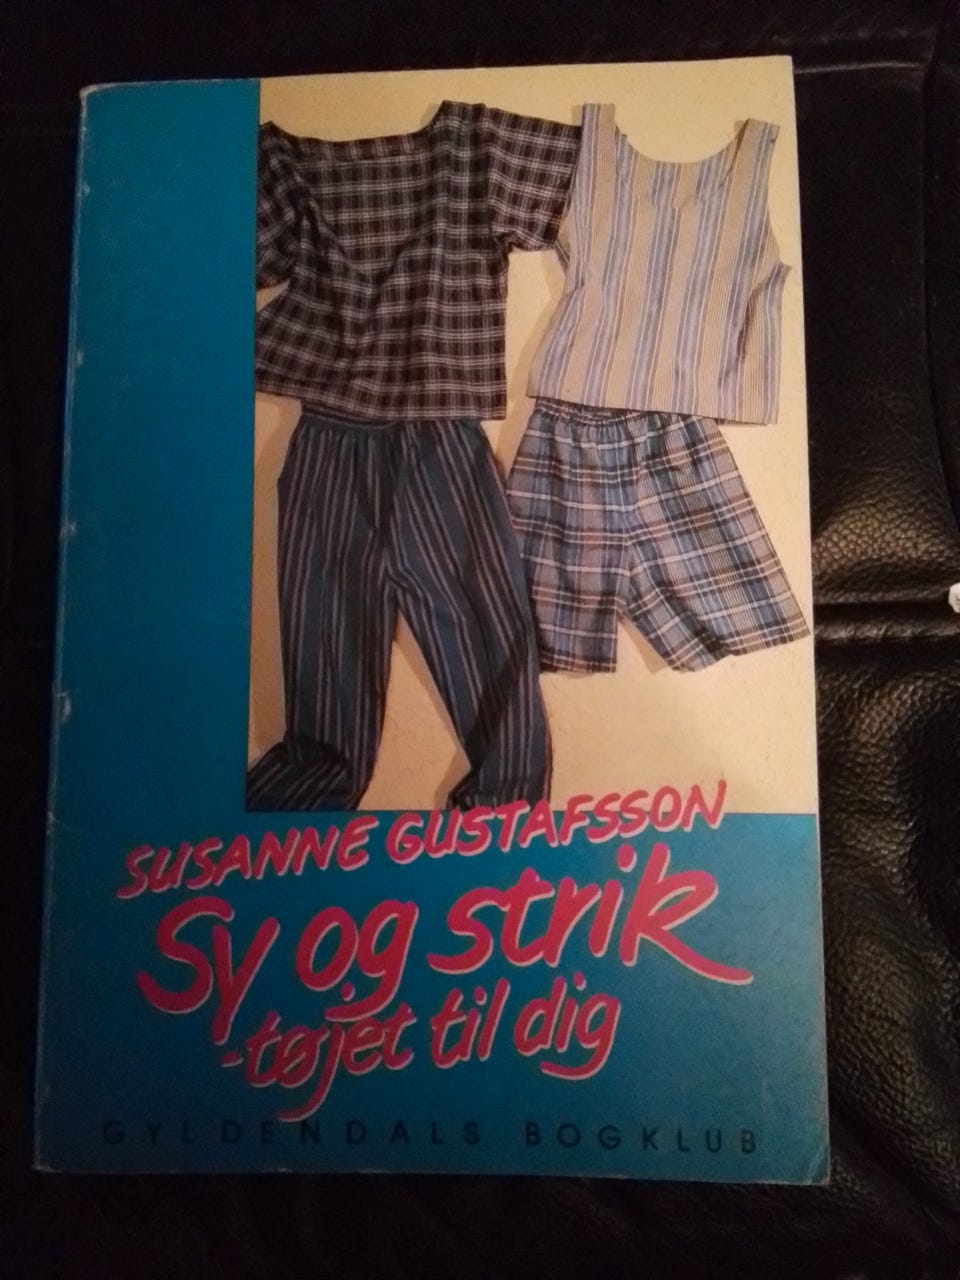 SUSANNE GUSTAFSSON
Sy og strik
-tøjet til dig
GYLDENDALS BOGKLUB